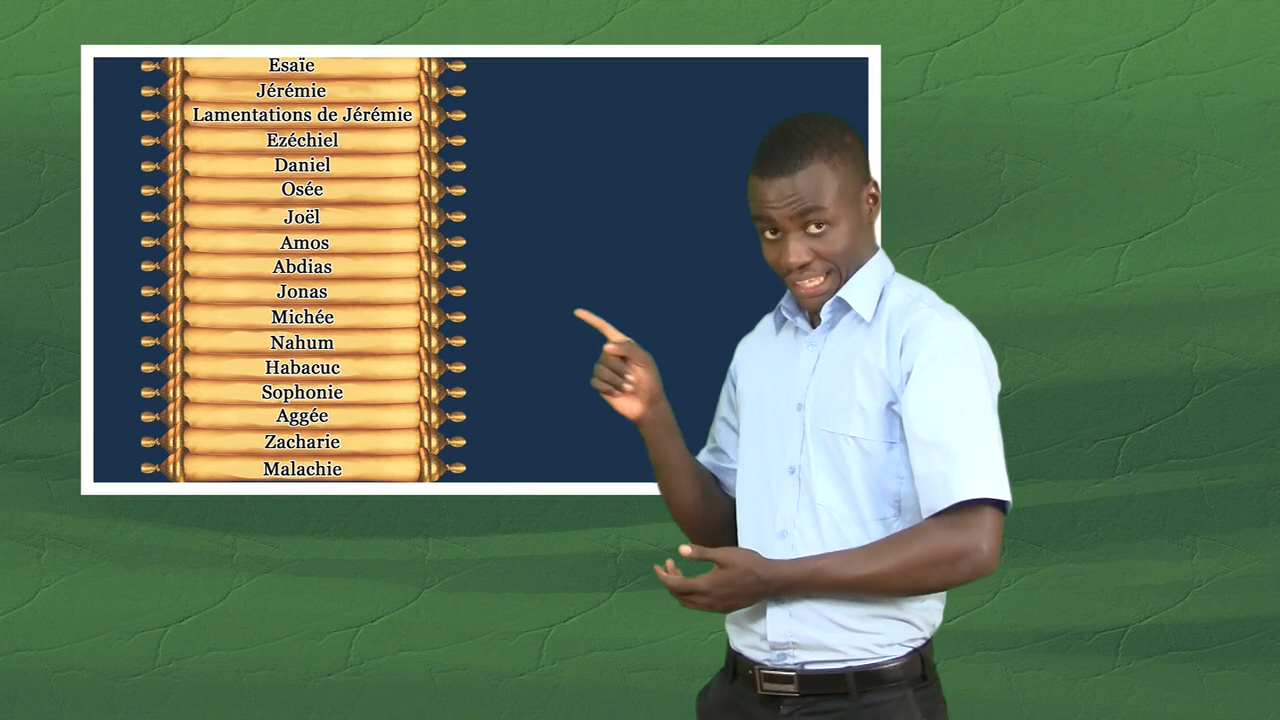 Esaïe
Jérémie
Lamentations de Jérémie
Ezéchiel
Daniel
Osée
Joël
Amos
Abdias
Jonas
Michée
Nahum
Habacuc
Sophonie
Aggée
Zacharie
Malachie